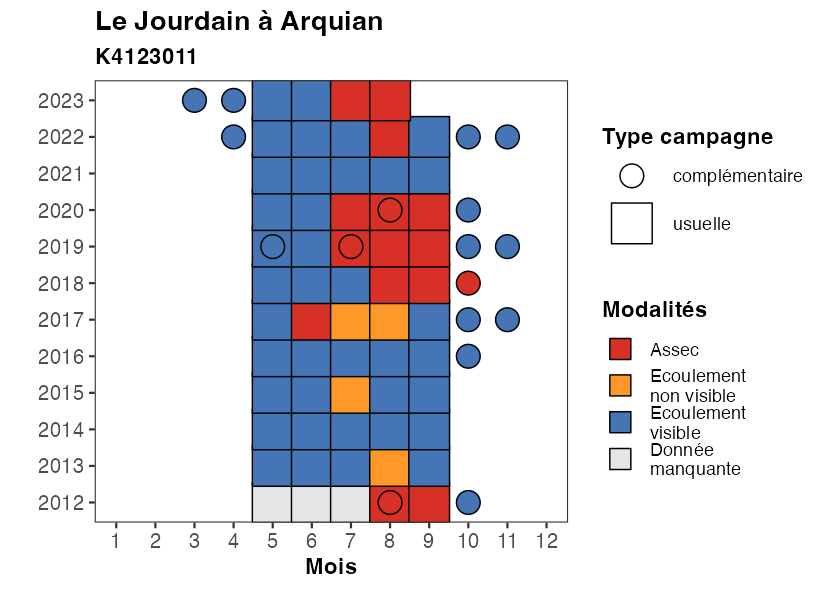 Le Jourdain à Arquian
K4123011
2023
2022
2021
2020
2019
2018
2017
2016
2015
2014
2013
2012
1 2 3 4 5 6 7 8 9 10 11 12
Mois
Type campagne
complémentaire
usuelle
Modalités
Assec
Ecoulement
non visible
Ecoulement
visible
Donnée
manquante